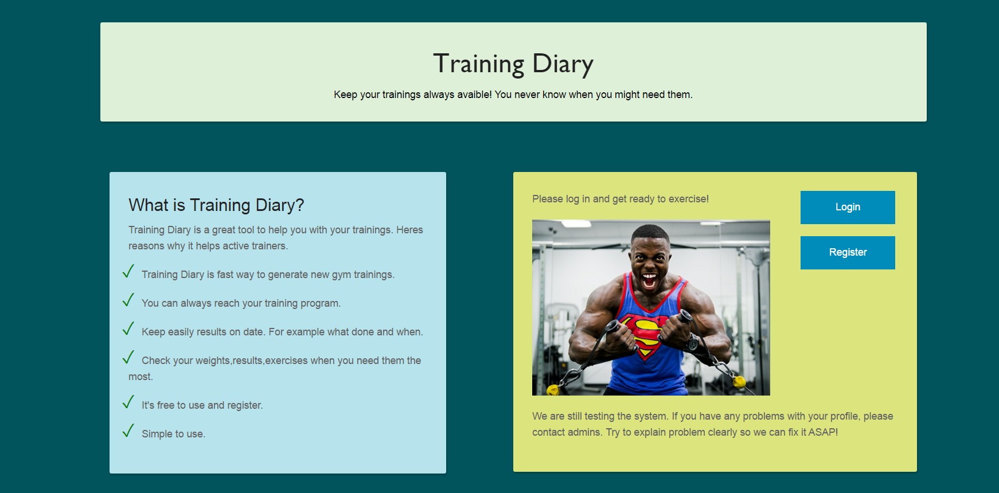 Training Diary
Keep your trainings always avaible! You never know when you might need them.
What is Training Diary?
Training Diary is a great tool to help you with your trainings. Heres
reasons why it helps active trainers.
✓ Training Diary is fast way to generate new gym trainings.
✓ You can always reach your training program.
✓ Keep easily results on date. For example what done and when.
✓ Check your weights,results,exercises when you need them the
most.
✓ It's free to use and register.
✓ Simple to use.
Please log in and get ready to exercise!
Login
Register
S
We are still testing the system. If you have any problems with your profile, please
contact admins. Try to explain problem clearly so we can fix it ASAP!